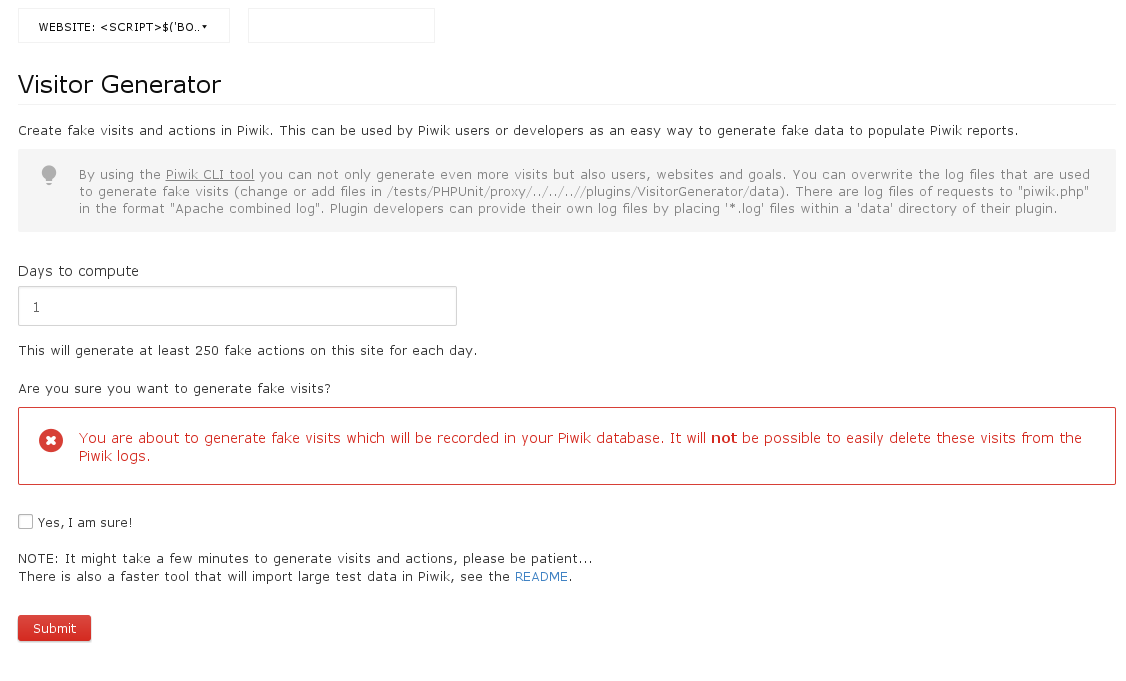 WEBSITE: <SCRIPT>$('BO..
Visitor Generator
Create fake visits and actions in Piwik. This can be used by Piwik users or developers as an easy way to generate fake data to populate Piwik reports.
By using the Piwik CLI tool you can not only generate even more visits but also users, websites and goals. You can overwrite the log files that are used
to generate fake visits (change or add files in /tests/PHPUnit/proxy/../../..//plugins/VisitorGenerator/data). There are log files of requests to "piwik.php"
in the format "Apache combined log". Plugin developers can provide their own log files by placing '*.log' files within a 'data' directory of their plugin.
Days to compute
1
This will generate at least 250 fake actions on this site for each day.
Are you sure you want to generate fake visits?
You are about to generate fake visits which will be recorded in your Piwik database. It will not be possible to easily delete these visits from the
Piwik logs.
Yes, I am sure!
NOTE: It might take a few minutes to generate visits and actions, please be patient...
There is also a faster tool that will import large test data in Piwik, see the README.
Submit